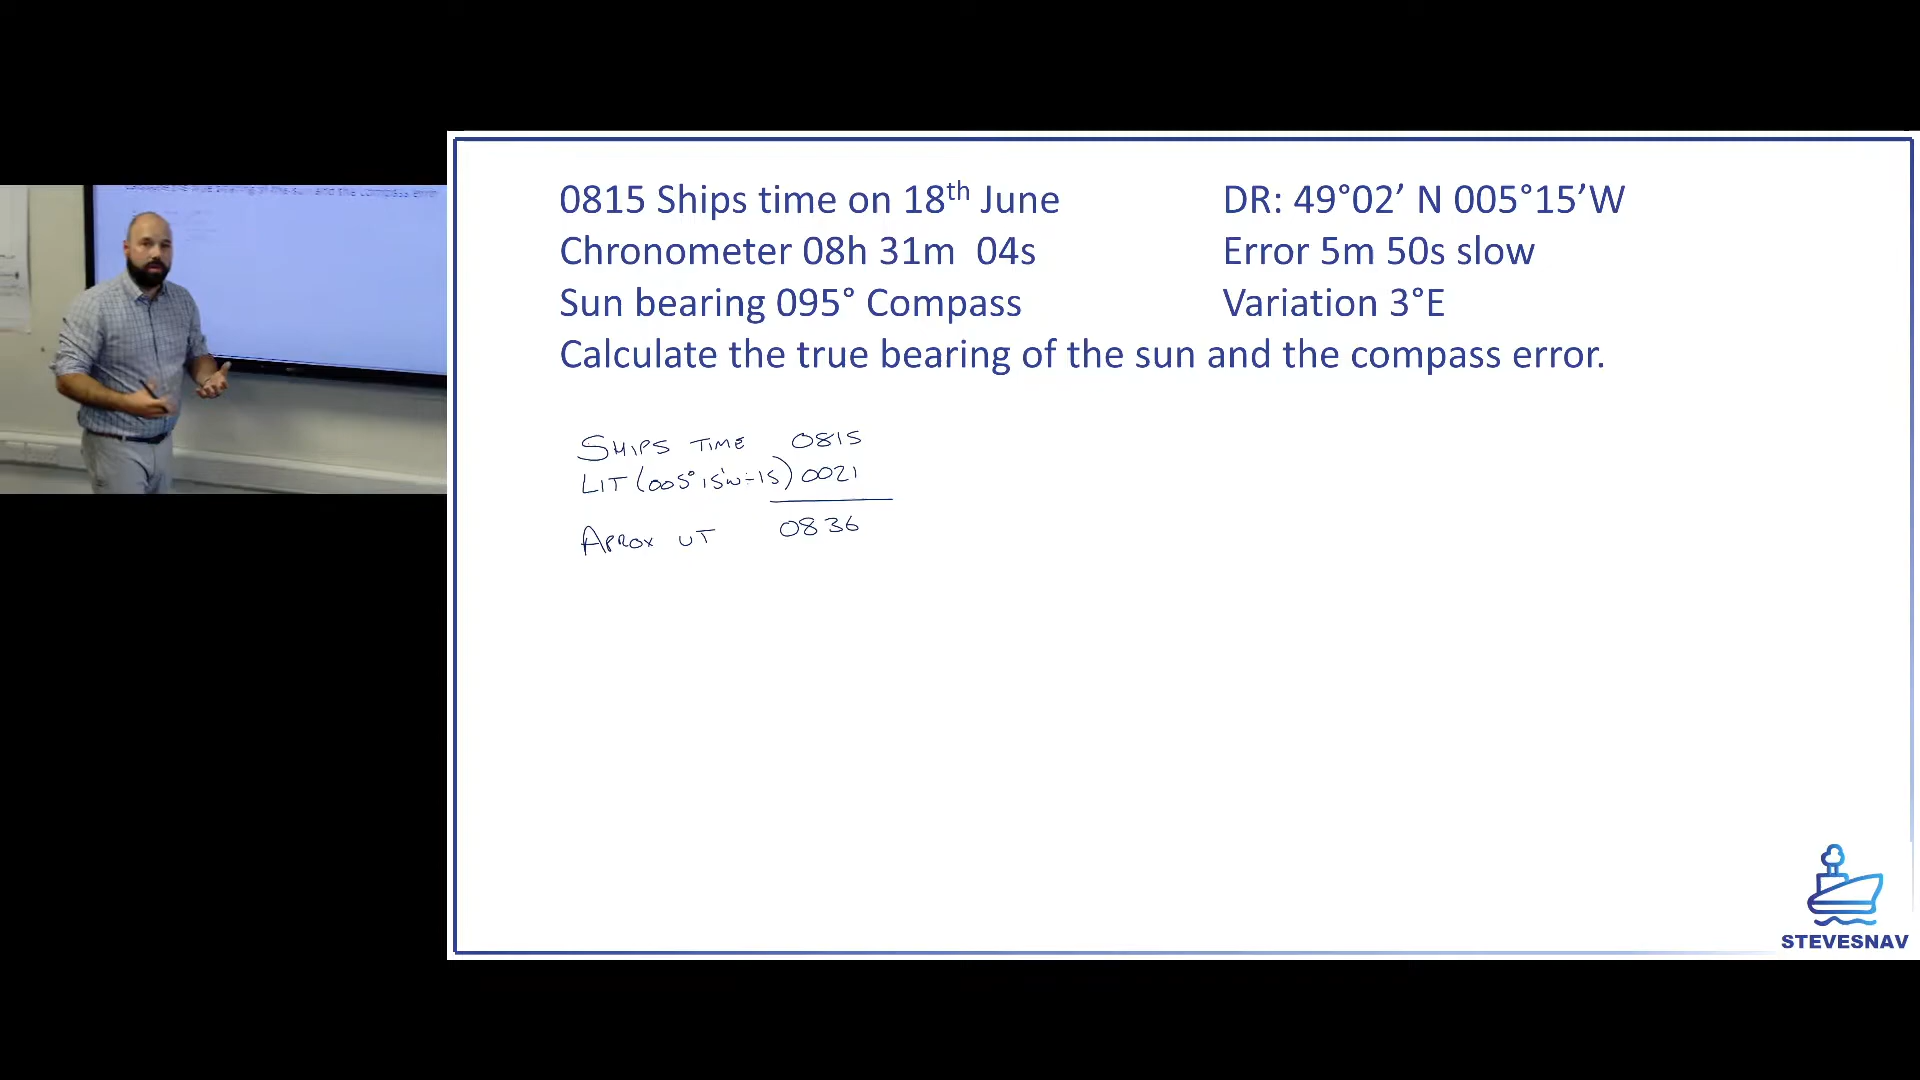 0815 Ships time on 18th June
DR: 49°02’ N 005°15’W
Chronometer 08h 31m 04s
Error 5m 50s slow
Sun bearing 095° Compass
Variation 3°E
Calculate the true bearing of the sun and the compass error.
SHIPS TIME 0815
LIT (005° 15'W ÷ 15) 0021
APROX UT 0836
STEVESNAV